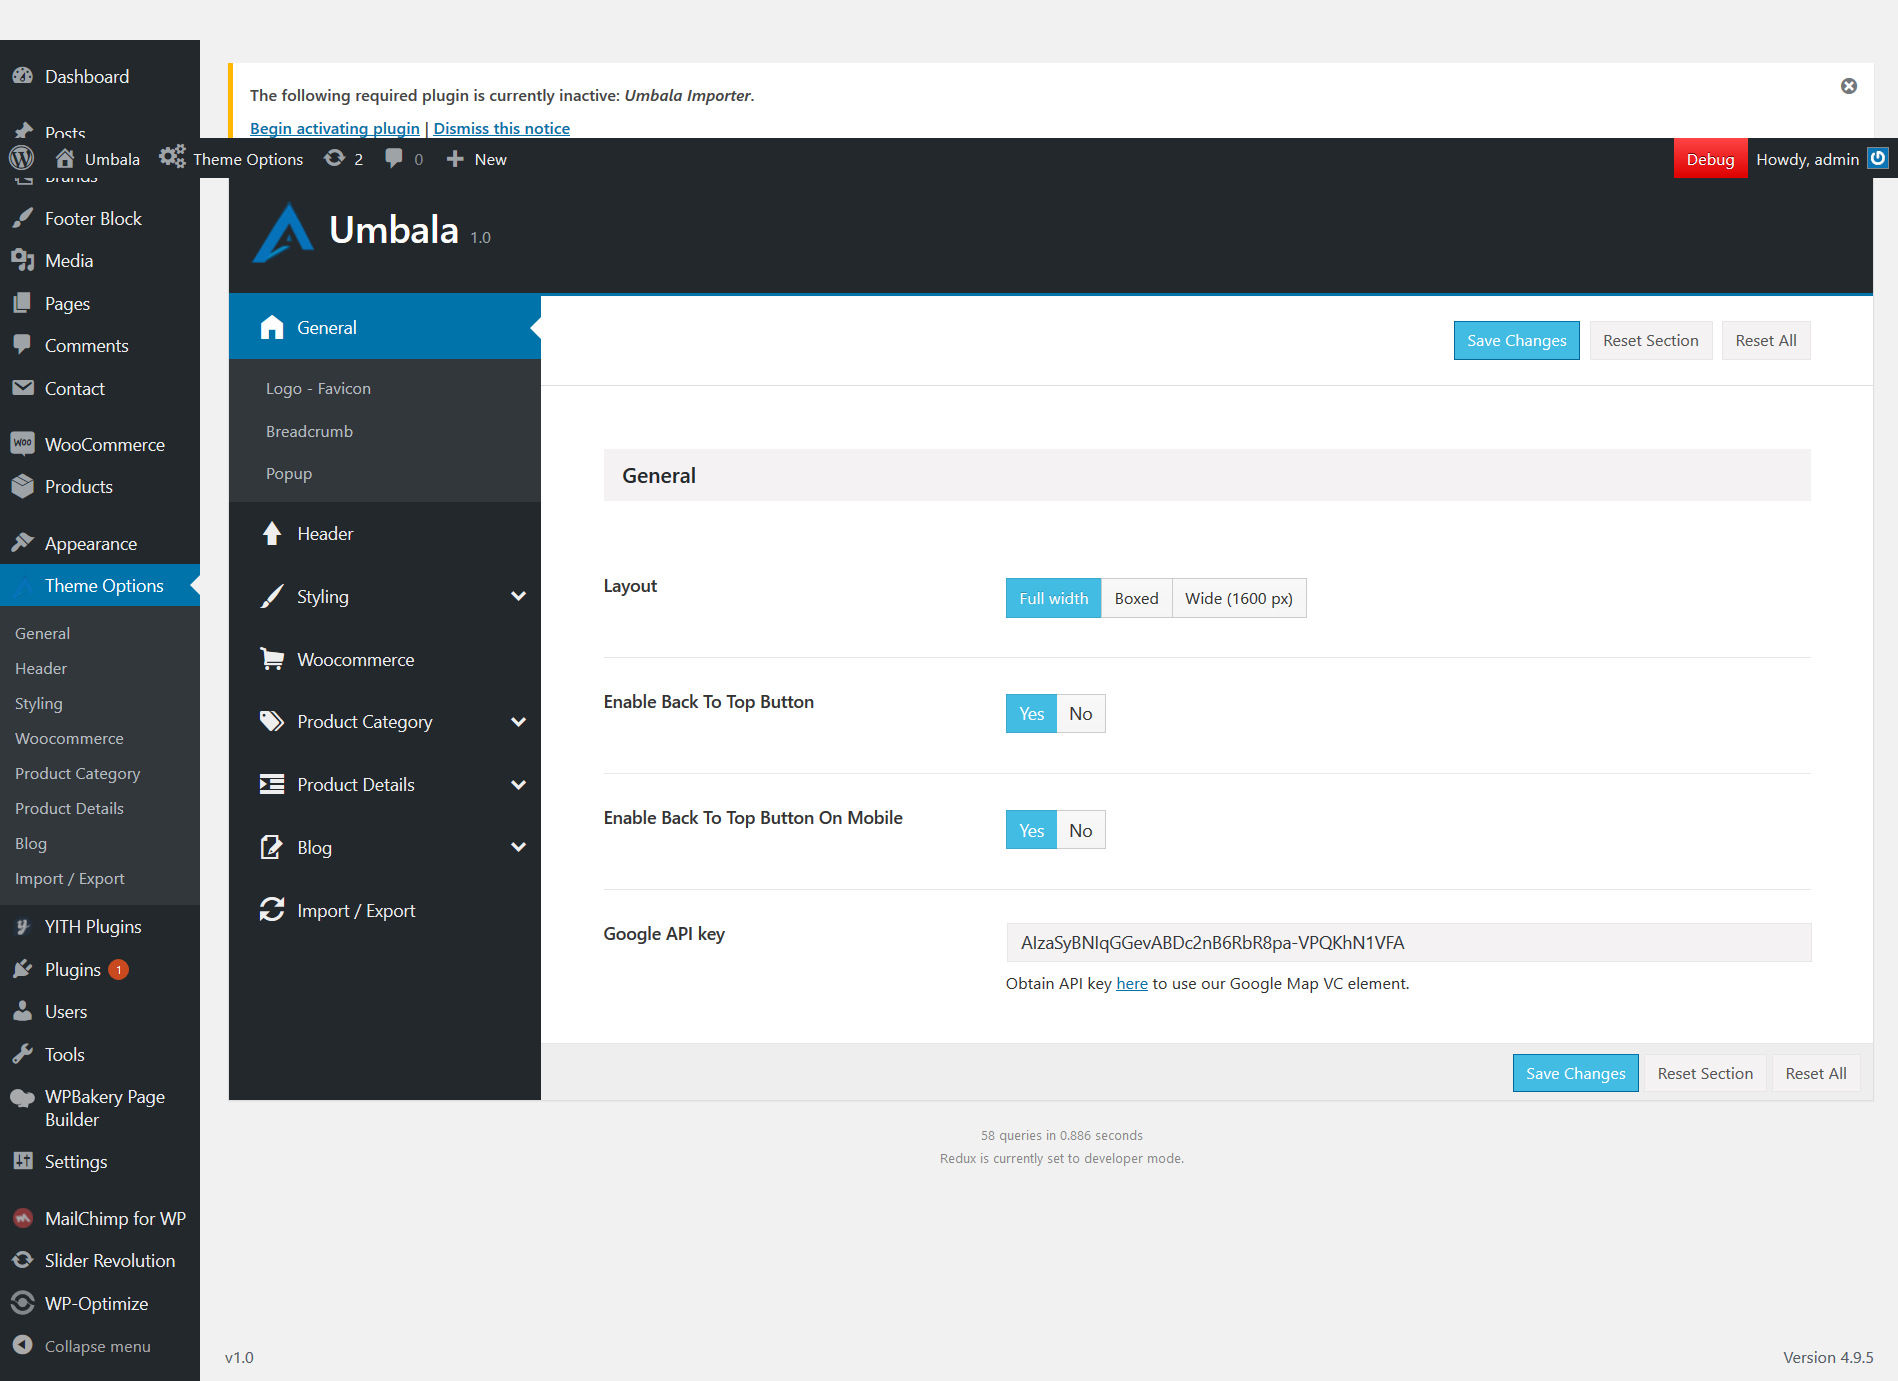 The following required plugin is currently inactive: Umbala Importer.
Begin activating plugin | Dismiss this notice
Umbala
Theme Options
2
0
New
Debug
Howdy, admin
Dashboard
Posts
Brands
Footer Block
Media
Pages
Comments
Contact
WooCommerce
Products
Appearance
Theme Options
General
Header
Styling
Woocommerce
Product Category
Product Details
Blog
Import / Export
YITH Plugins
Plugins 1
Users
Tools
WPBakery Page
Builder
Settings
MailChimp for WP
Slider Revolution
WP-Optimize
Collapse menu
Umbala 1.0
General
Logo - Favicon
Breadcrumb
Popup
Header
Styling
Woocommerce
Product Category
Product Details
Blog
Import / Export
Save Changes
Reset Section
Reset All
General
Layout
Full width
Boxed
Wide (1600 px)
Enable Back To Top Button
Yes
No
Enable Back To Top Button On Mobile
Yes
No
Google API key
AIzaSyBNIqGGevABDc2nB6RbR8pa-VPQKhN1VFA
Obtain API key here to use our Google Map VC element.
Save Changes
Reset Section
Reset All
58 queries in 0.886 seconds
Redux is currently set to developer mode.
v1.0
Version 4.9.5